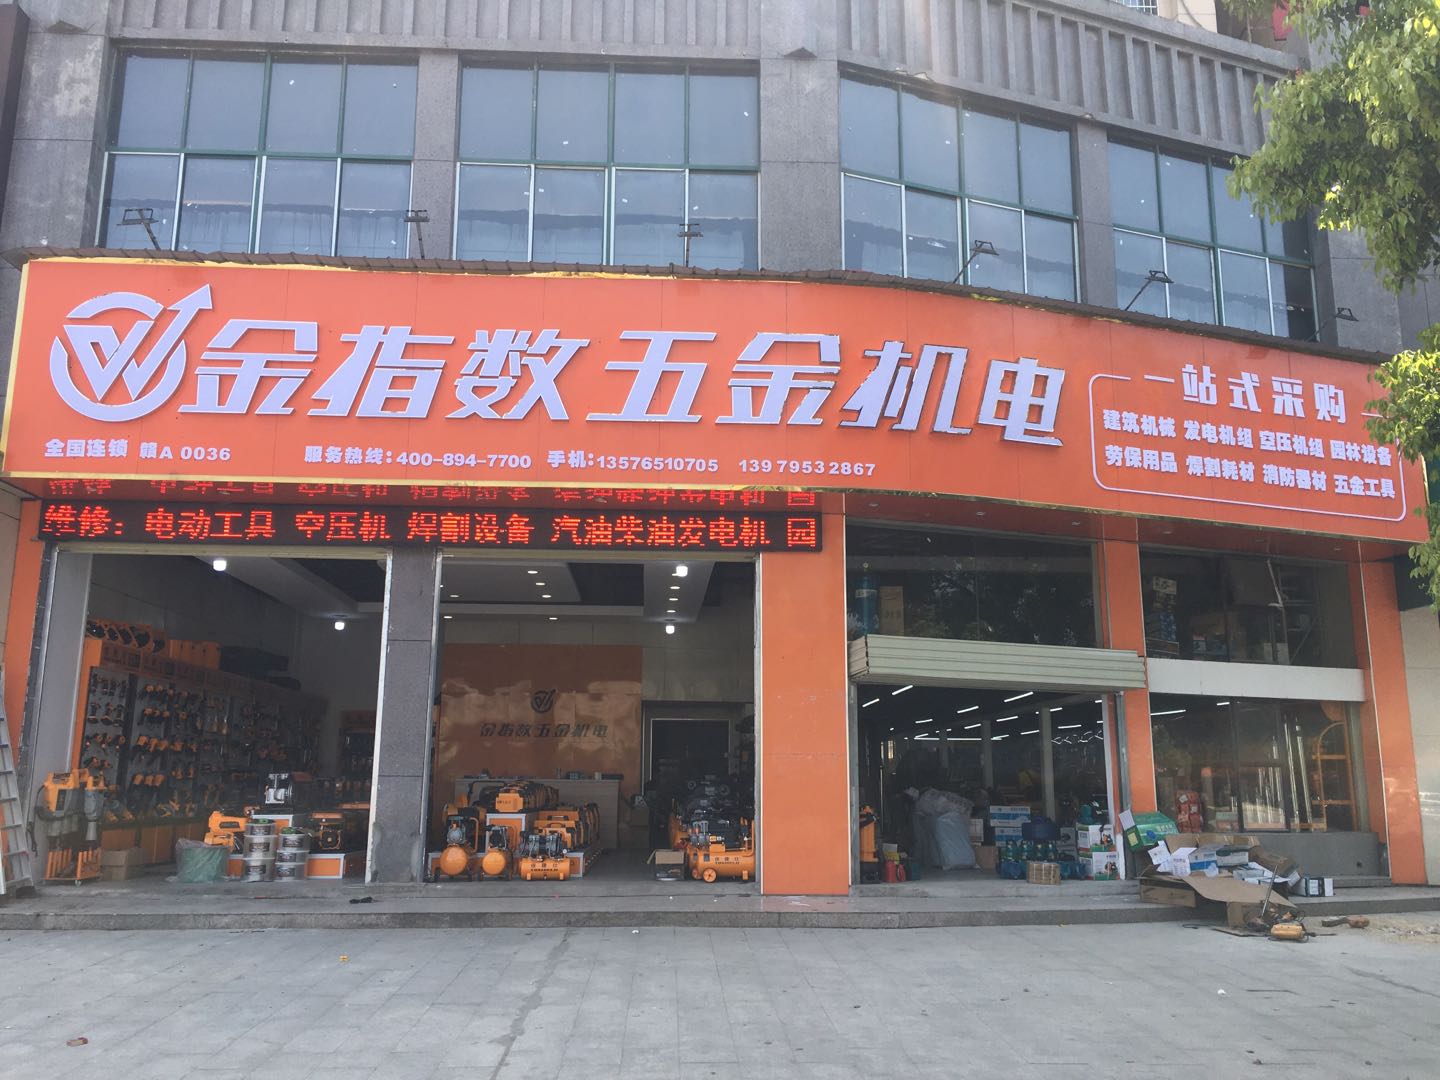 金指数五金机电
一站式采购
建筑机械 发电机组 空压机组 园林设备
劳保用品 焊割耗材 消防器材 五金工具
全国连锁 赣A 0036 服务热线:400-894-7700 手机:13576510705 13979532867
维修: 电动工具 空压机 焊割设备 汽油柴油发电机 园
金指数五金机电